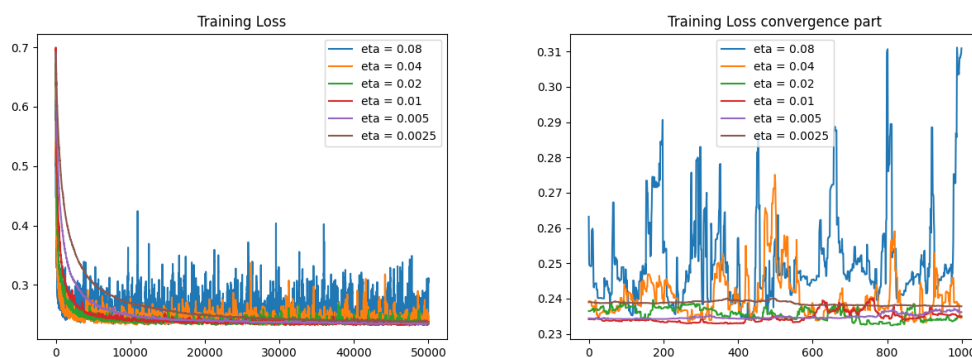 Training Loss
0.7
0.6
0.5
0.4
0.3
0
10000
20000
30000
40000
50000
eta = 0.08
eta = 0.04
eta = 0.02
eta = 0.01
eta = 0.005
eta = 0.0025
Training Loss convergence part
0.31
0.30
0.29
0.28
0.27
0.26
0.25
0.24
0.23
0
200
400
600
800
eta = 0.08
eta = 0.04
eta = 0.02
eta = 0.01
eta = 0.005
eta = 0.0025